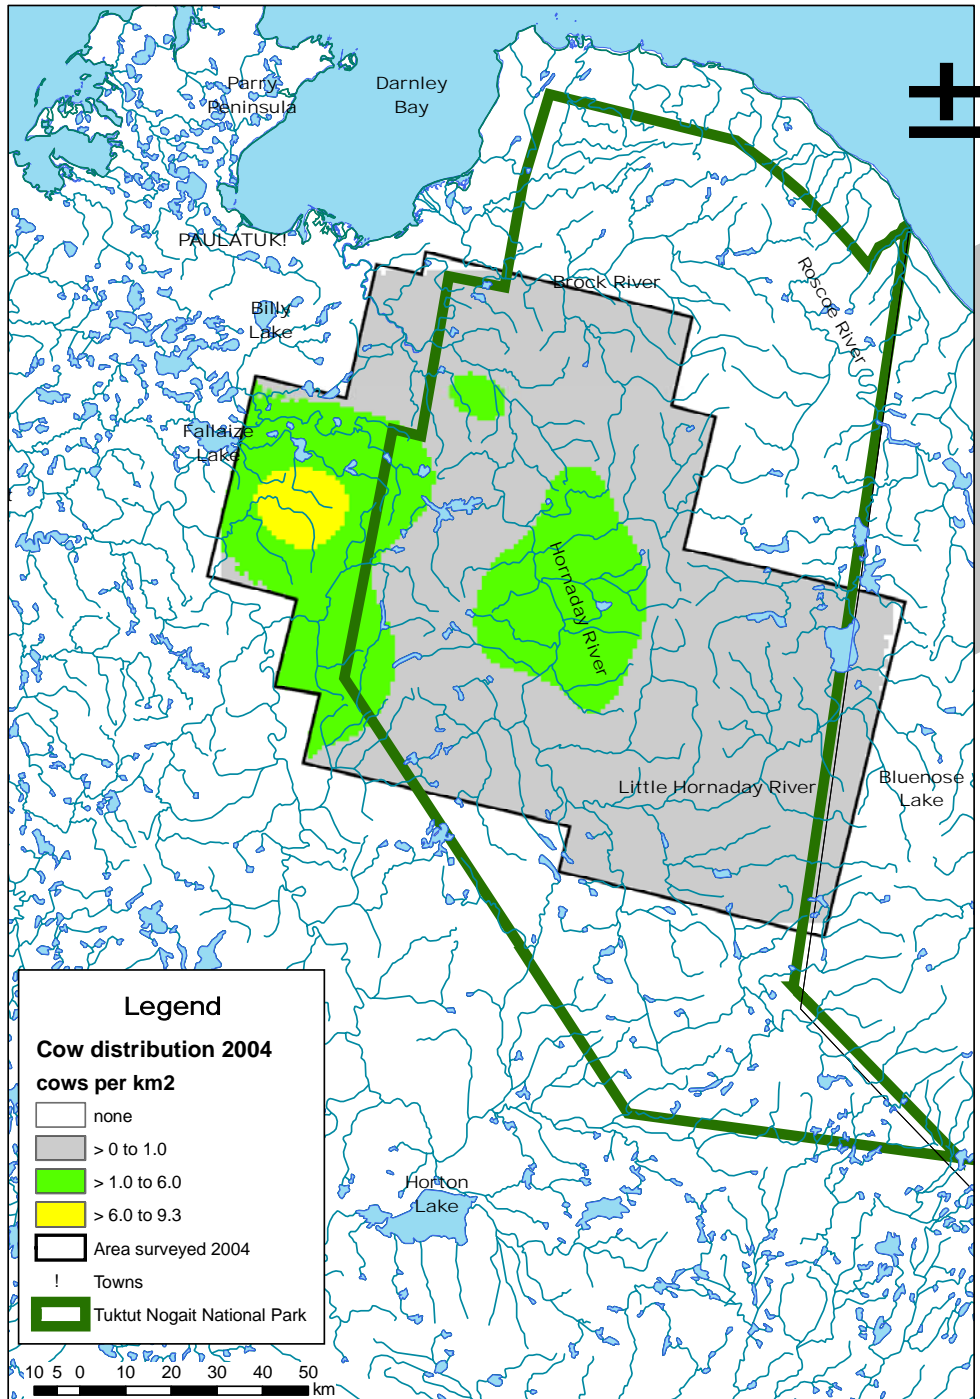 Parry
Peninsula
Darnley
Bay
PAULATUK!
Brock River
Roscoe River
Billy
Lake
Fallaize
Lake
Hornaday River
Little Hornaday River
Bluenose
Lake
Horton
Lake
Legend
Cow distribution 2004
cows per km2
none
> 0 to 1.0
> 1.0 to 6.0
> 6.0 to 9.3
Area surveyed 2004
! Towns
Tuktut Nogait National Park
10 5 0 10 20 30 40 50
km